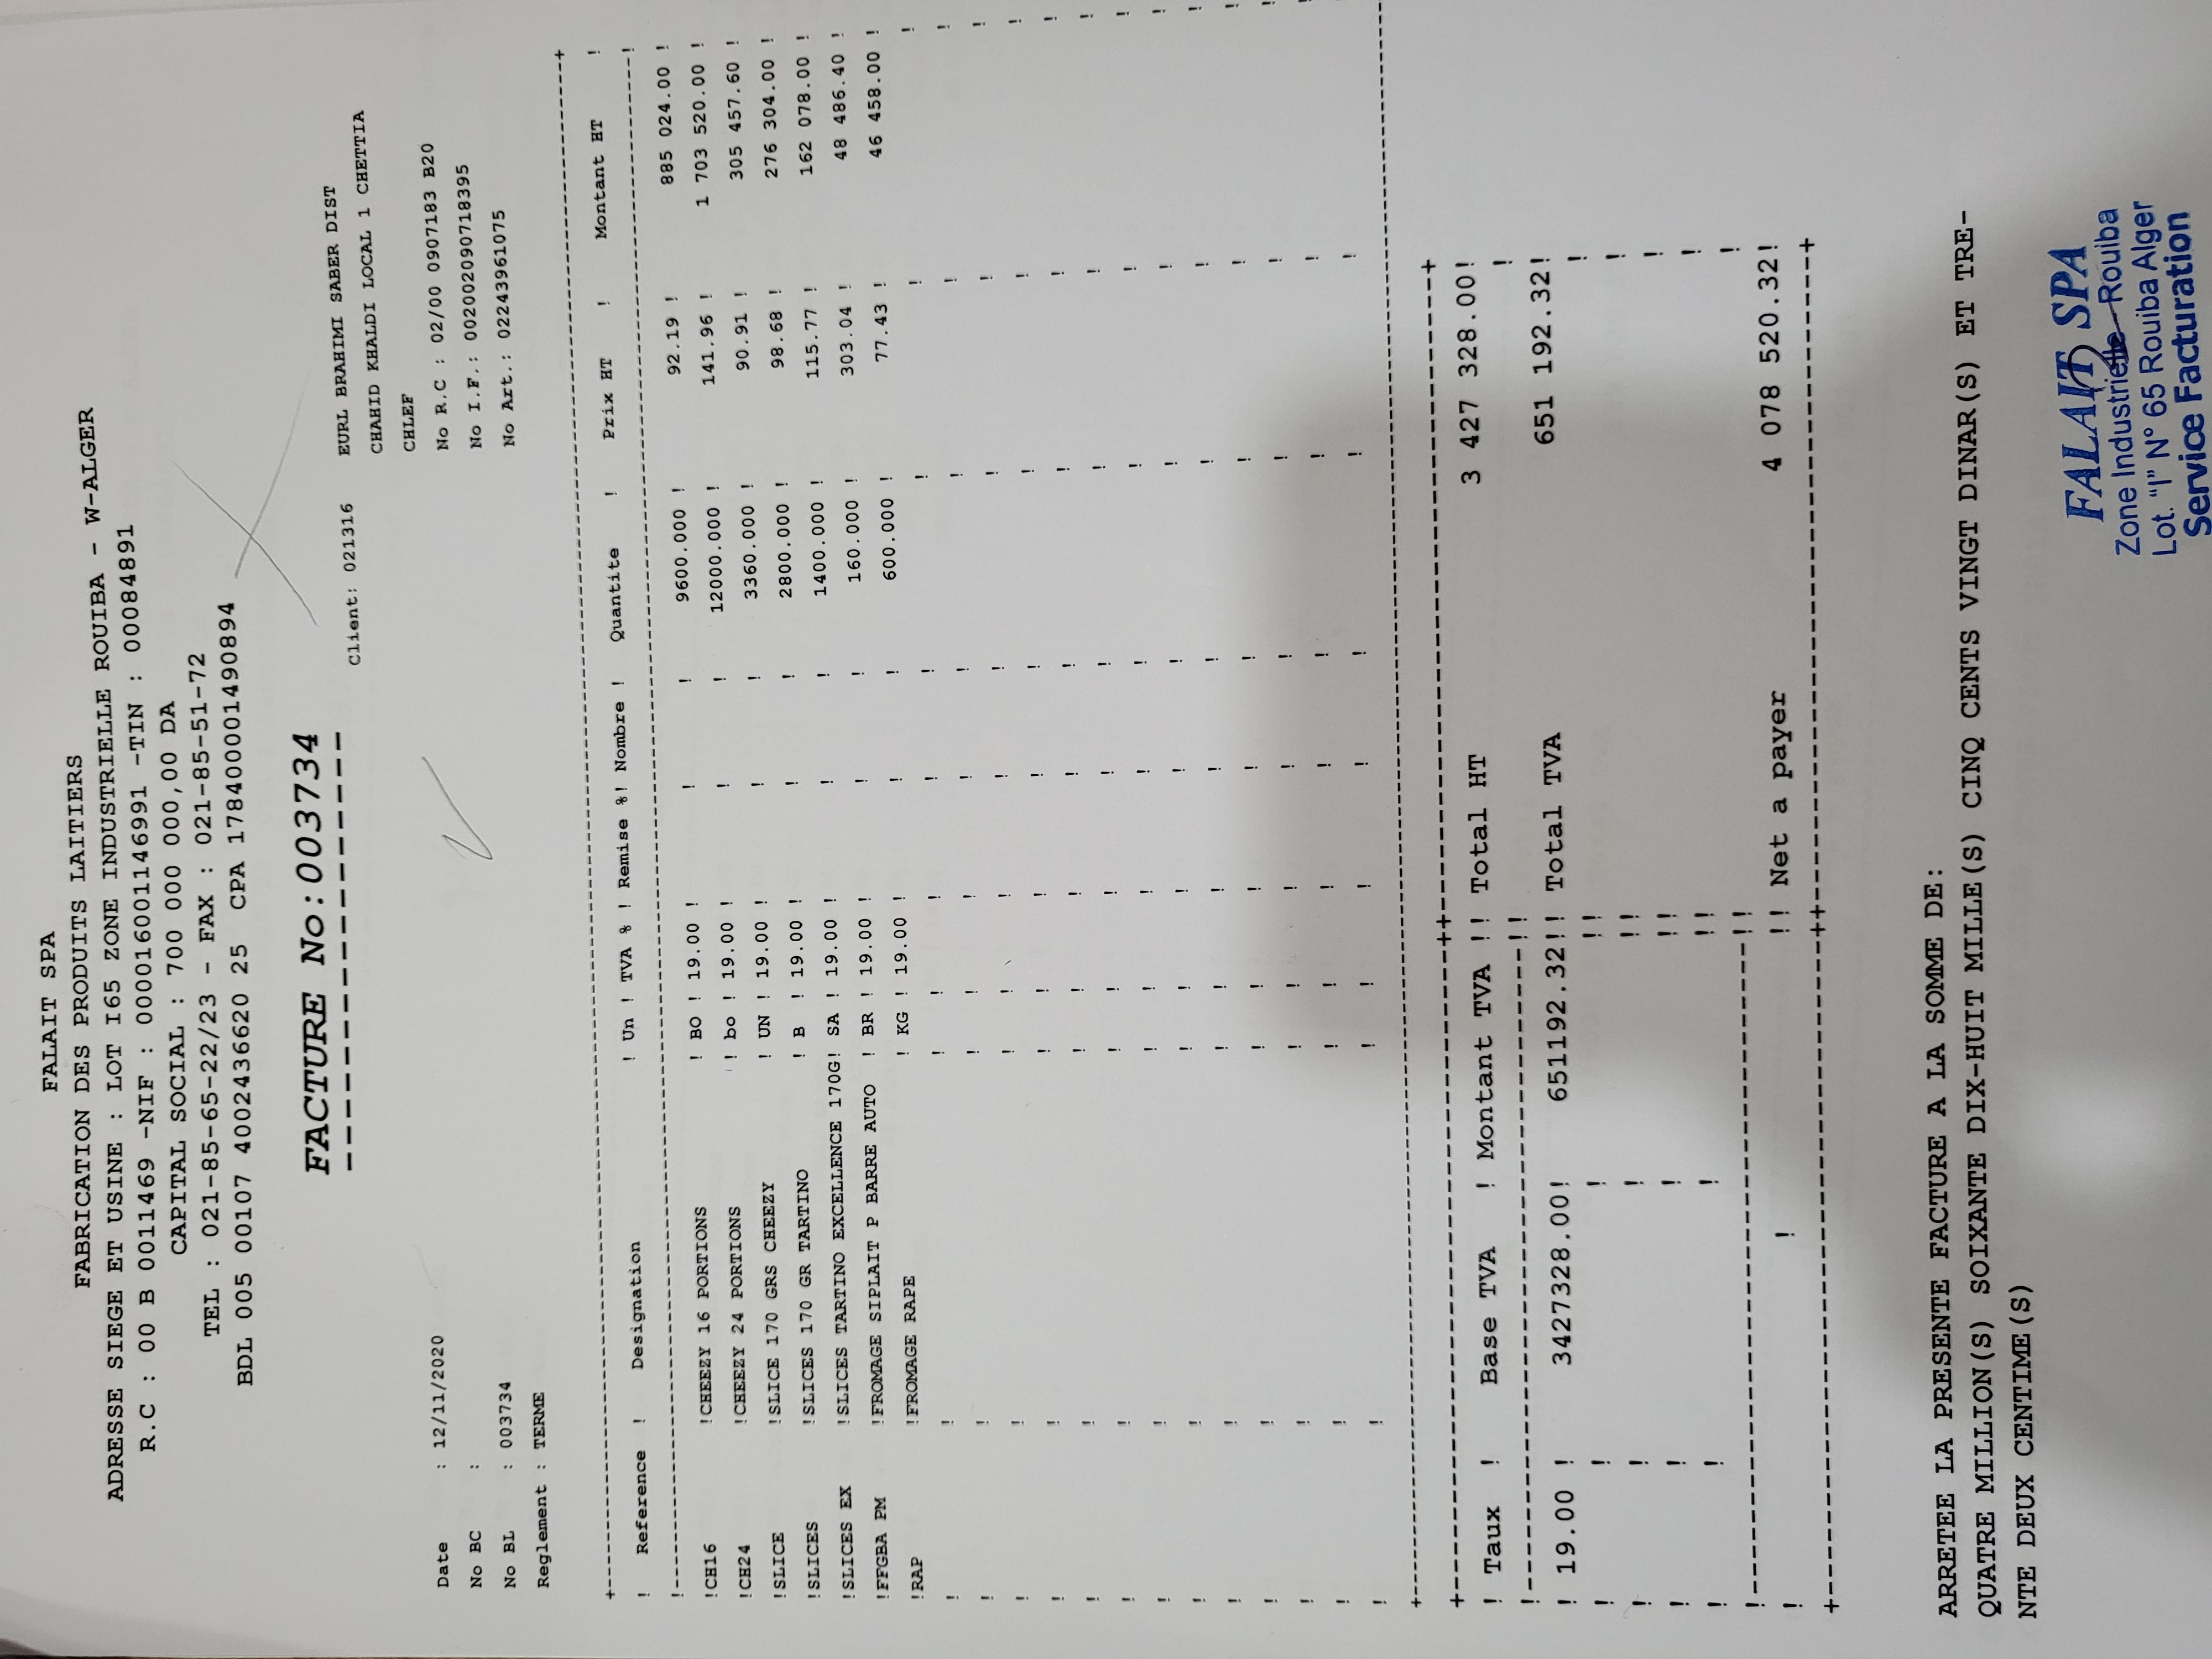 FALAIT SPA
FABRICATION DES PRODUITS LAITIERS
ADRESSE SIEGE ET USINE : LOT I65 ZONE INDUSTRIELLE ROUIBA - W-ALGER
R.C : 00 B 0011469 -NIF : 000016001146991 -TIN : 00084891
CAPITAL SOCIAL : 700 000 000,00 DA
TEL : 021-85-65-22/23 - FAX : 021-85-51-72
BDL 005 00107 4002436620 25 CPA 178400001490894
FACTURE No:003734
Client: 021316 EURL BRAHIMI SABER DIST
CHAHID KHALDI LOCAL 1 CHETTIA
CHLEF
No R.C : 02/00 0907183 B20
No I.F.: 002002090718395
No Art.: 02243961075
Date : 12/11/2020
No BC :
No BL : 003734
Reglement : TERME
! Reference ! Designation ! Un ! TVA % ! Remise %! Nombre ! Quantite ! Prix HT ! Montant HT !
!CH16 !CHEEZY 16 PORTIONS ! BO ! 19.00 ! ! ! 9600.000 ! 92.19 ! 885 024.00 !
!CH24 !CHEEZY 24 PORTIONS ! bo ! 19.00 ! ! ! 12000.000 ! 141.96 ! 1 703 520.00 !
!SLICE !SLICE 170 GRS CHEEZY ! UN ! 19.00 ! ! ! 3360.000 ! 90.91 ! 305 457.60 !
!SLICES !SLICES 170 GR TARTINO ! B ! 19.00 ! ! ! 2800.000 ! 98.68 ! 276 304.00 !
!SLICES EX !SLICES TARTINO EXCELLENCE 170G! SA ! 19.00 ! ! ! 1400.000 ! 115.77 ! 162 078.00 !
!FFGBA PM !FROMAGE SIPLAIT P BARRE AUTO ! BR ! 19.00 ! ! ! 160.000 ! 303.04 ! 48 486.40 !
!RAP !FROMAGE RAPE ! KG ! 19.00 ! ! ! 600.000 ! 77.43 ! 46 458.00 !
! Taux ! Base TVA ! Montant TVA !! Total HT 3 427 328.00!
! 19.00 ! 3427328.00! 651192.32!! Total TVA 651 192.32!
! ! !! Net a payer 4 078 520.32!
ARRETEE LA PRESENTE FACTURE A LA SOMME DE:
QUATRE MILLION(S) SOIXANTE DIX-HUIT MILLE(S) CINQ CENTS VINGT DINAR(S) ET TRE-
NTE DEUX CENTIME(S)
FALAIT SPA
Zone Industrielle - Rouiba
Lot. "I" N° 65 Rouiba Alger
Service Facturation